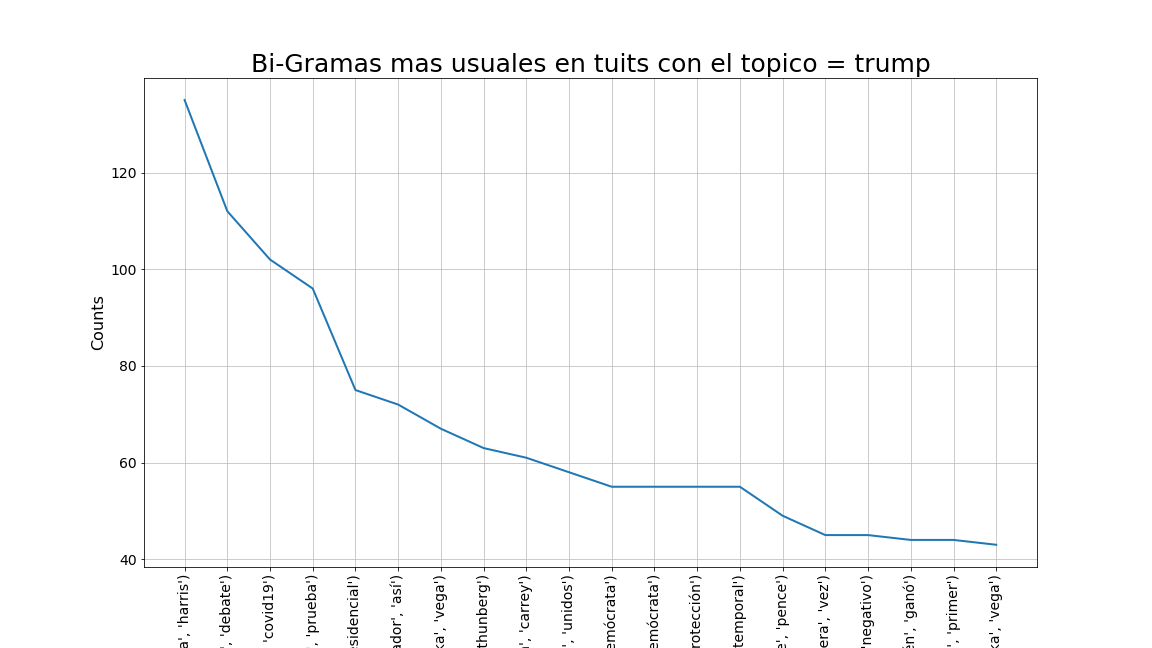 Bi-Gramas mas usuales en tuits con el topico = trump
Counts
120
100
80
60
40
a', 'harris')
', 'debate')
'covid19')
', 'prueba')
esidencial')
ador', 'así')
ka', 'vega')
thunberg')
', 'carrey')
', 'unidos')
emócrata')
emócrata')
rotección')
temporal')
e', 'pence')
era', 'vez')
'negativo')
én', 'ganó')
', 'primer')
ka', 'vega')